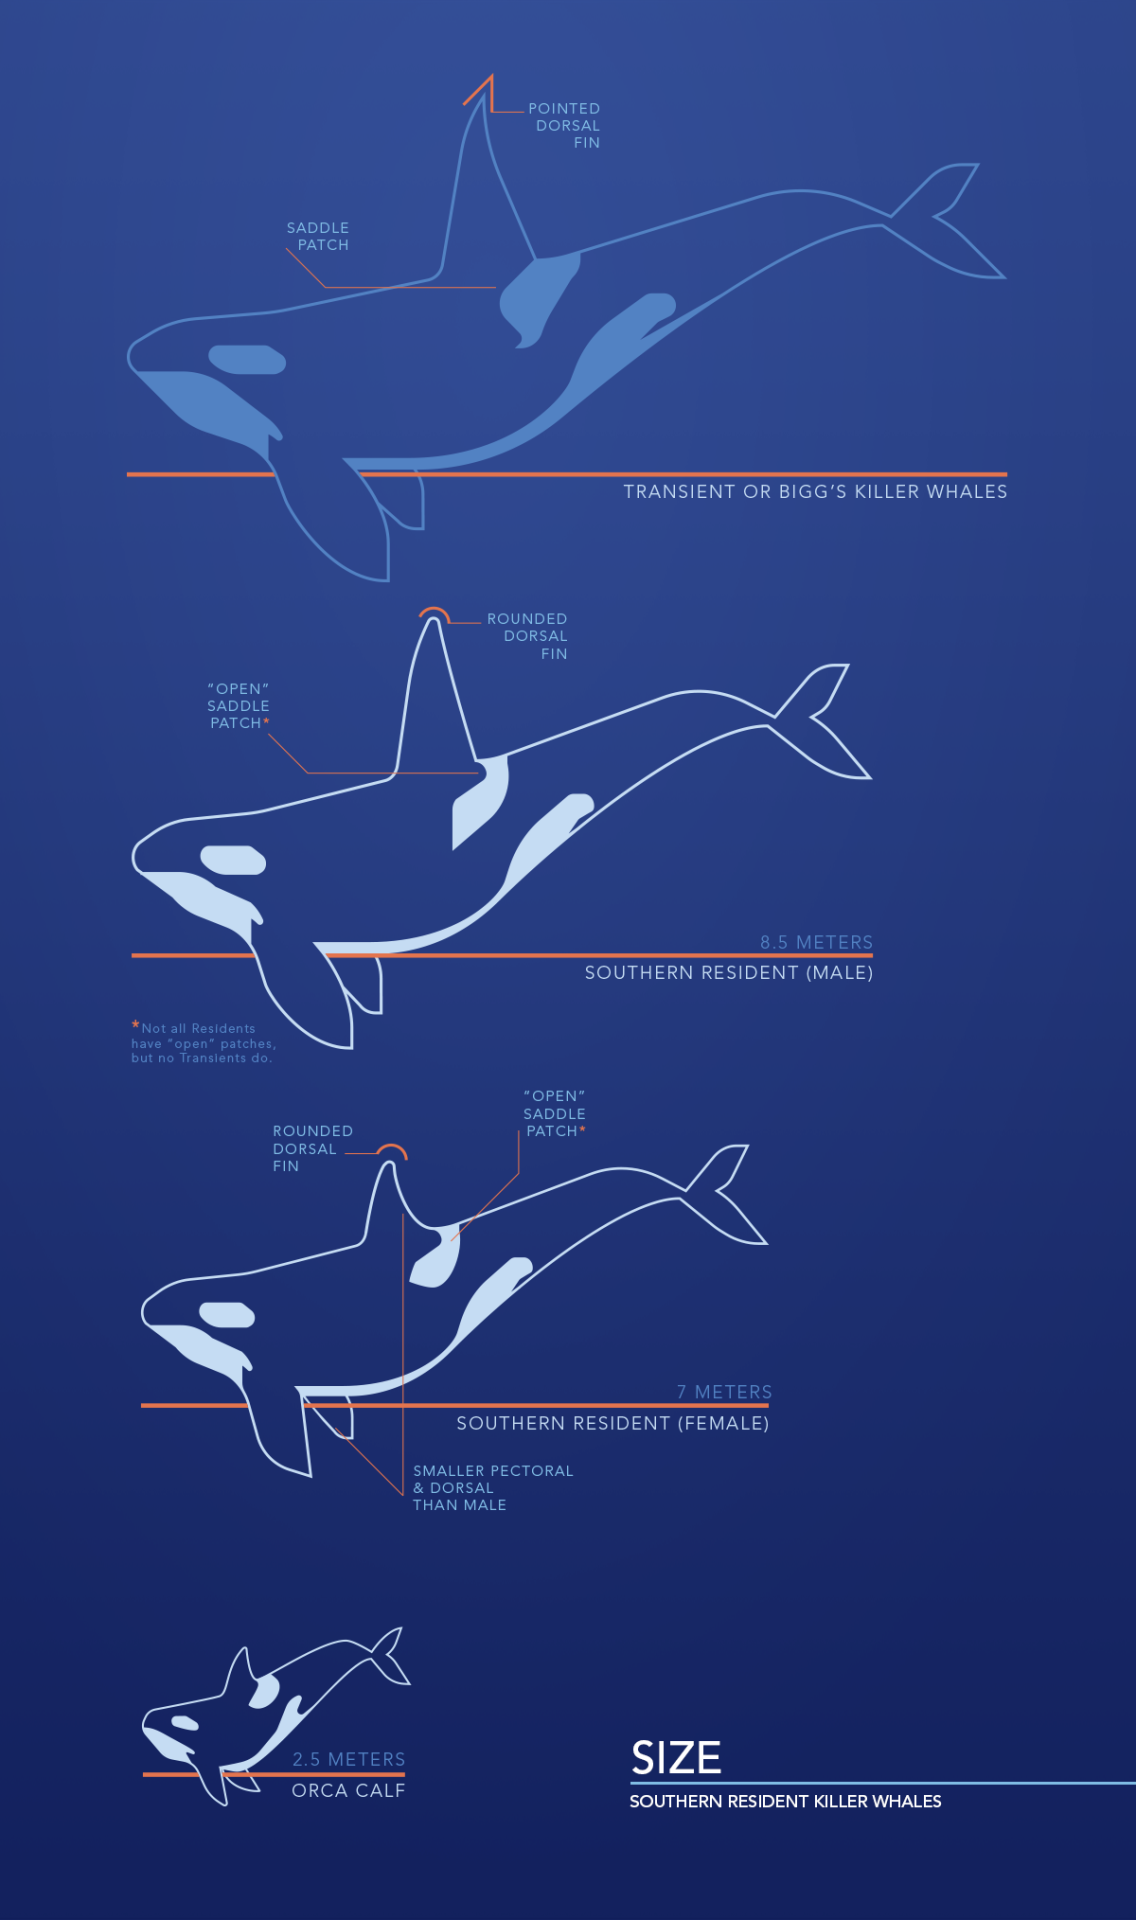 POINTED
DORSAL
FIN
SADDLE
PATCH
TRANSIENT OR BIGG’S KILLER WHALES
ROUNDED
DORSAL
FIN
“OPEN”
SADDLE
PATCH*
8.5 METERS
SOUTHERN RESIDENT (MALE)
*Not all Residents
have “open” patches,
but no Transients do.
“OPEN”
SADDLE
PATCH*
ROUNDED
DORSAL
FIN
7 METERS
SOUTHERN RESIDENT (FEMALE)
SMALLER PECTORAL
& DORSAL
THAN MALE
2.5 METERS
ORCA CALF
SIZE
SOUTHERN RESIDENT KILLER WHALES